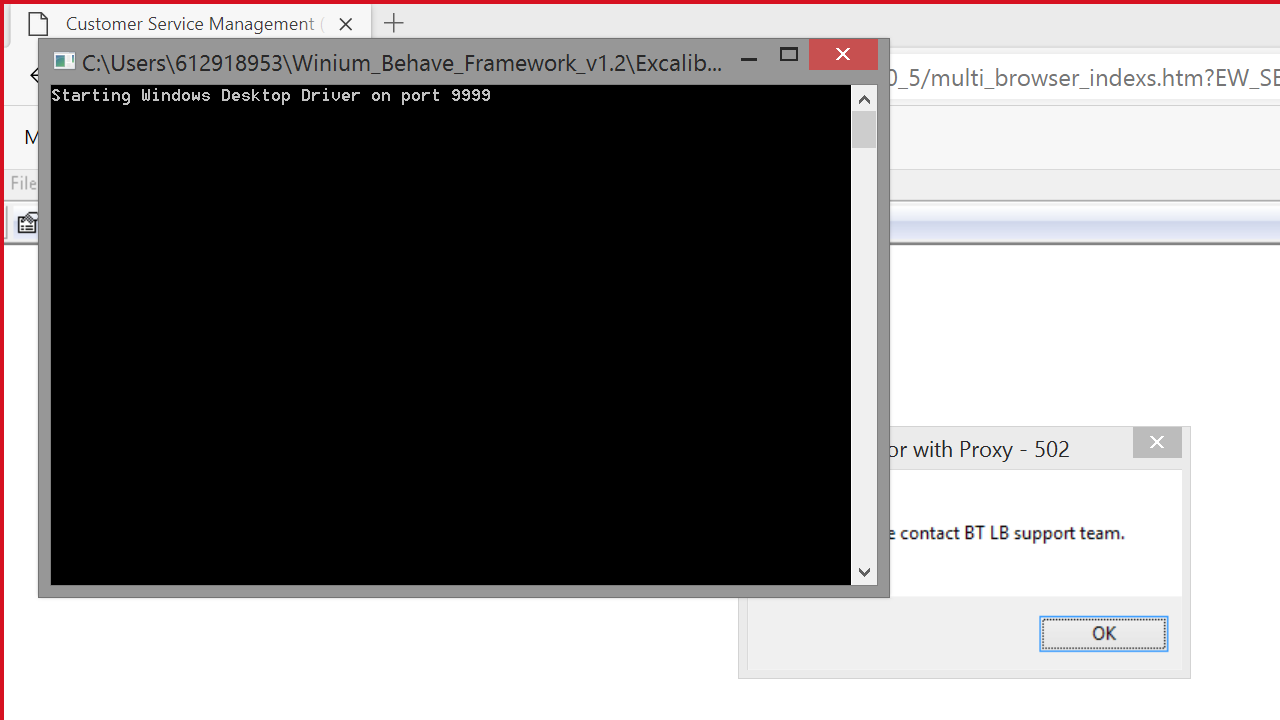 Customer Service Management (
C:\Users\612918953\Winium_Behave_Framework_v1.2\Excalib...
0_5/multi_browser_indexs.htm?EW_SE
Starting Windows Desktop Driver on port 9999
M
File
or with Proxy - 502
e contact BT LB support team.
OK